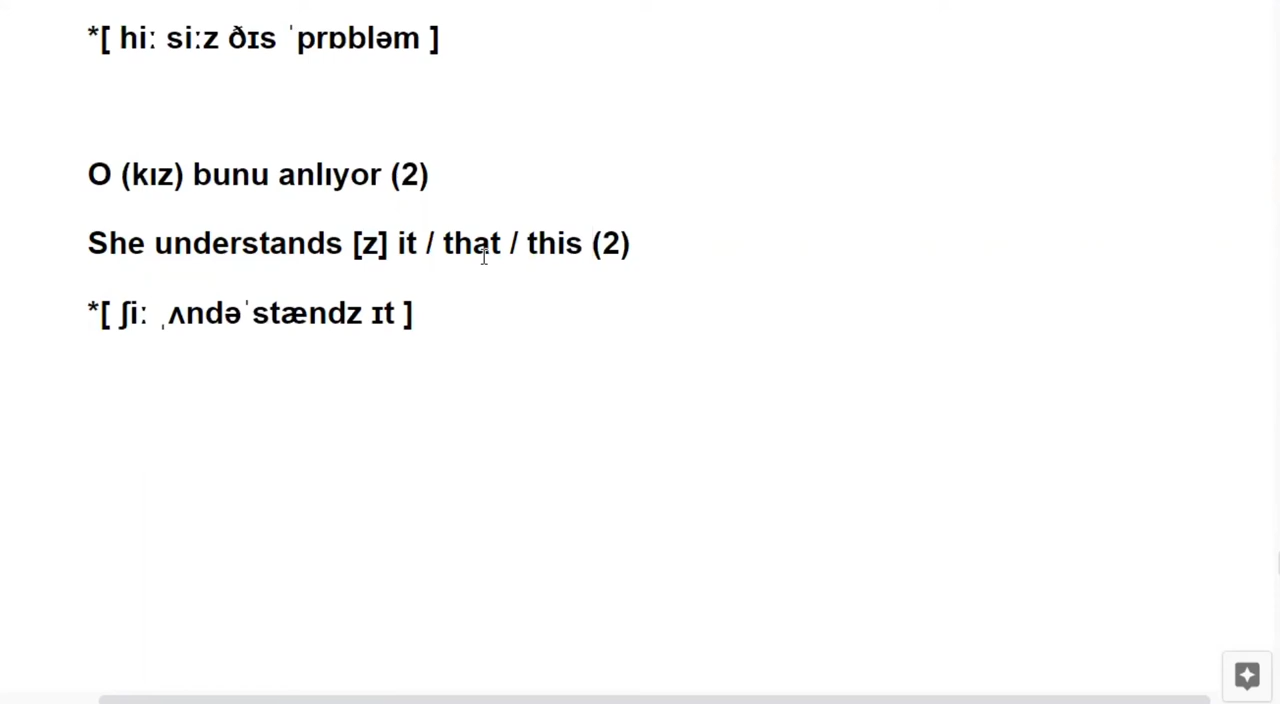 *[ hiː siːz ðɪs ˈprɒbləm ]
O (kız) bunu anlıyor (2)
She understands [z] it / that / this (2)
*[ ʃiː ˌʌndəˈstændz ɪt ]